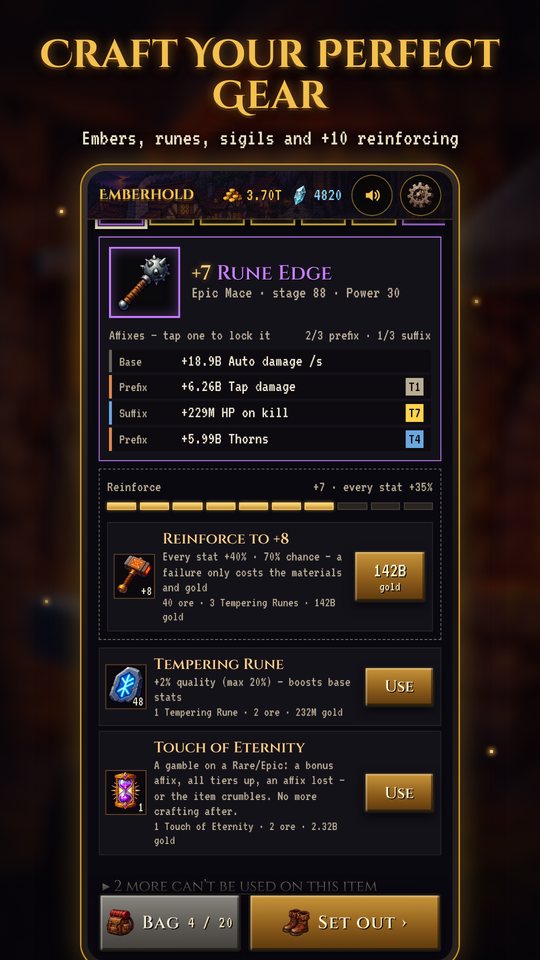 Craft Your Perfect
Gear
Embers, runes, sigils and +10 reinforcing
Emberhold 3.70T 4820
+7 Rune Edge
Epic Mace · stage 88 · Power 30
Affixes – tap one to lock it 2/3 prefix · 1/3 suffix
Base +18.9B Auto damage /s
Prefix +6.26B Tap damage T1
Suffix +229M HP on kill T7
Prefix +5.99B Thorns T4
Reinforce +7 · every stat +35%
Reinforce to +8
Every stat +40% · 70% chance – a
failure only costs the materials
and gold
40 ore · 3 Tempering Runes · 142B
gold
+8
142B
gold
Tempering Rune
+2% quality (max 20%) – boosts base
stats
1 Tempering Rune · 2 ore · 232M gold
48
Use
Touch of Eternity
A gamble on a Rare/Epic: a bonus
affix, all tiers up, an affix lost –
or the item crumbles. No more
crafting after.
1 Touch of Eternity · 2 ore · 2.32B
gold
1
Use
▸ 2 more can't be used on this item
Bag 4 / 20
Set out ›